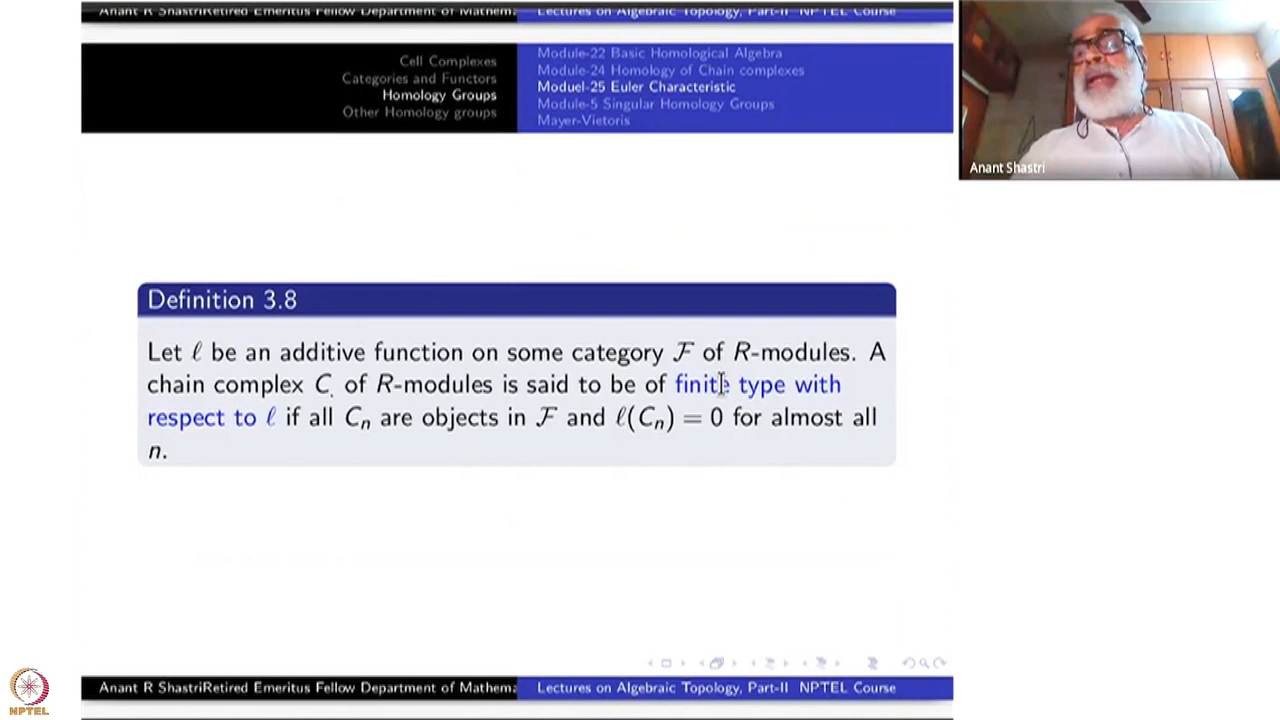 Anant R ShastriRetired Emeritus Fellow Department of Mathema
Lectures on Algebraic Topology, Part-II NPTEL Course
Cell Complexes
Categories and Functors
Homology Groups
Other Homology groups
Module-22 Basic Homological Algebra
Module-24 Homology of Chain complexes
Moduel-25 Euler Characteristic
Module-5 Singular Homology Groups
Mayer-Vietoris
Anant Shastri
Definition 3.8
Let ℓ be an additive function on some category ℱ of R-modules. A
chain complex C. of R-modules is said to be of finite type with
respect to ℓ if all Cₙ are objects in ℱ and ℓ(Cₙ) = 0 for almost all
n.
Anant R ShastriRetired Emeritus Fellow Department of Mathema
Lectures on Algebraic Topology, Part-II NPTEL Course
NPTEL